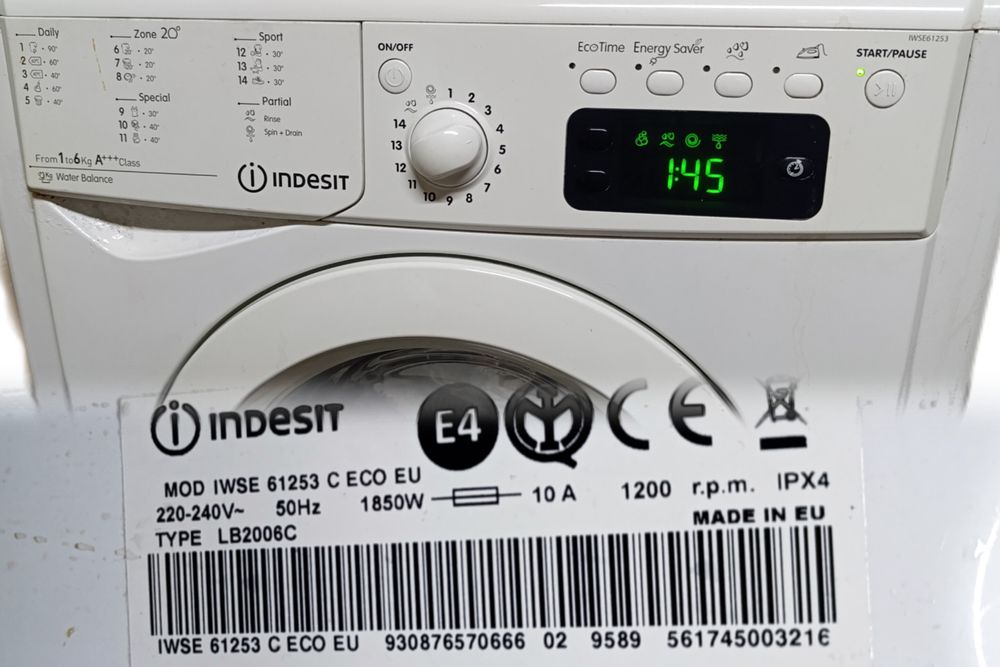 Daily
1 90°
2 60°
3 40°
4 60°
5 40°
Zone 20°
6 20°
7 20°
8 20°
Special
9 30°
10 40°
11 40°
Sport
12 30°
13 30°
14 30°
Partial
Rinse
Spin + Drain
From 1 to 6 Kg A+++ Class
Water Balance
INDESIT
ON/OFF
1
2
3
4
5
6
7
8
9
10
11
12
13
14
EcoTime
Energy Saver
IWSE61253
START/PAUSE
1:45
INDESIT
E4
CE
MOD IWSE 61253 C ECO EU
220-240V~ 50Hz 1850W 10 A 1200 r.p.m. IPX4
MADE IN EU
TYPE LB2006C
IWSE 61253 C ECO EU 930876570666 02 9589 561745003216